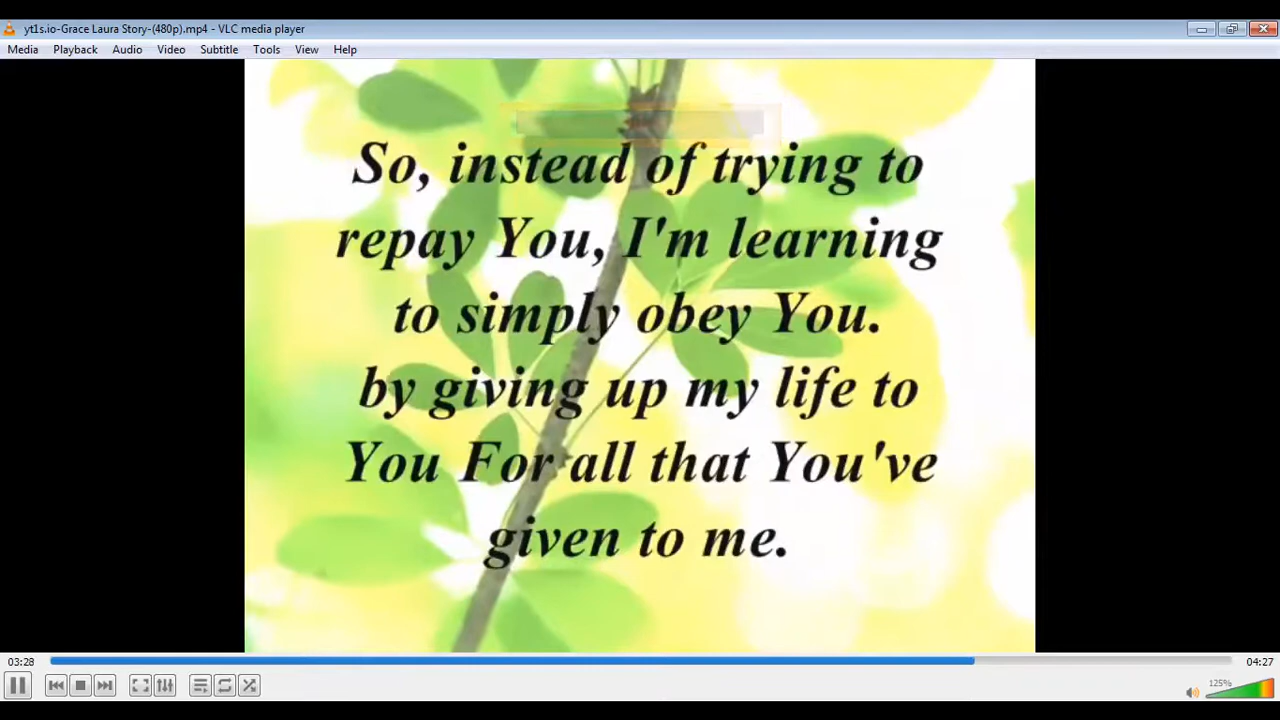 yt1s.io-Grace Laura Story-(480p).mp4 - VLC media player
Media Playback Audio Video Subtitle Tools View Help
So, instead of trying to
repay You, I'm learning
to simply obey You.
by giving up my life to
You For all that You've
given to me.
03:28 04:27
125%